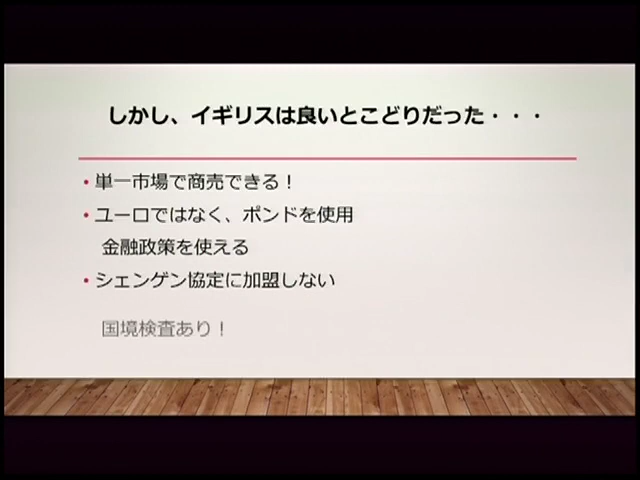 しかし、イギリスは良いとこどりだった・・・
・単一市場で商売できる！
・ユーロではなく、ポンドを使用
金融政策を使える
・シェンゲン協定に加盟しない
国境検査あり！